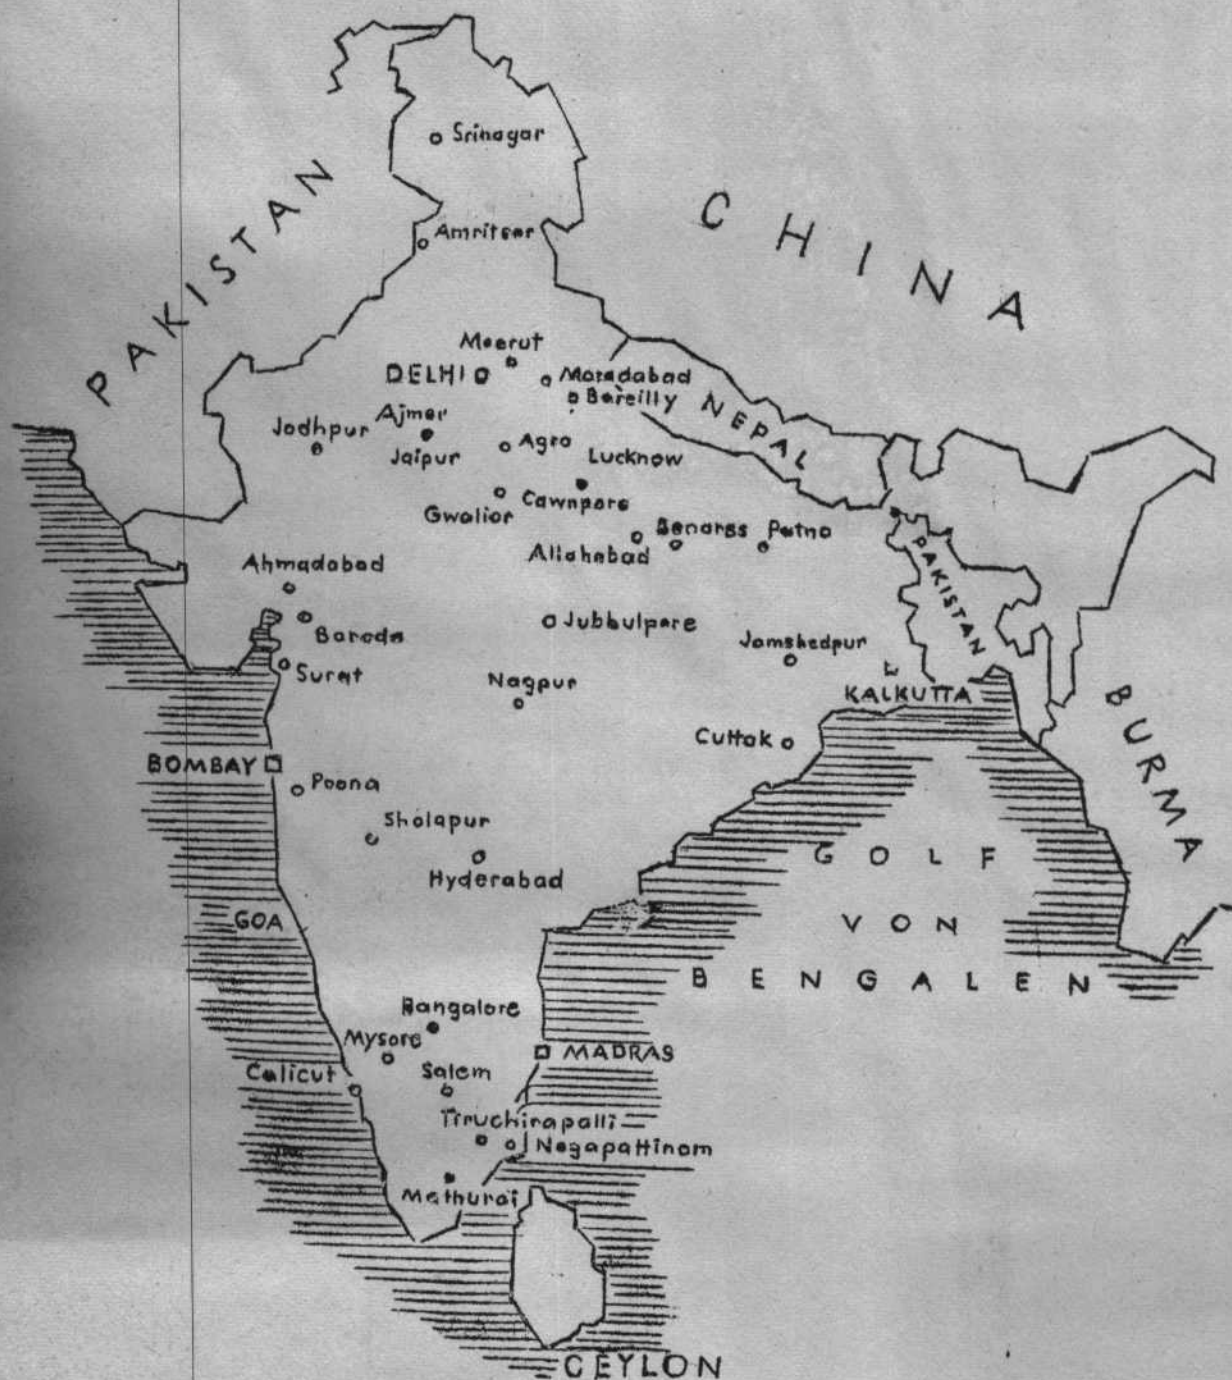 Srinagar
PAKISTAN
CHINA
Amritsar
Meerut
DELHI
Moradabad
Bareilly
NEPAL
Ajmer
Jodhpur
Jaipur
Agra
Lucknow
Gwalior
Cawnpore
Benares
Patna
Allahabad
PAKISTAN
Ahmadabad
Baroda
Jubbulpore
Jamshedpur
Surat
Nagpur
KALKUTTA
BURMA
Cuttak
BOMBAY
Poona
Sholapur
Hyderabad
GOLF
VON
BENGALEN
GOA
Bangalore
Mysore
MADRAS
Calicut
Salem
Tiruchirapalli
Negapattinam
Mathurai
CEYLON